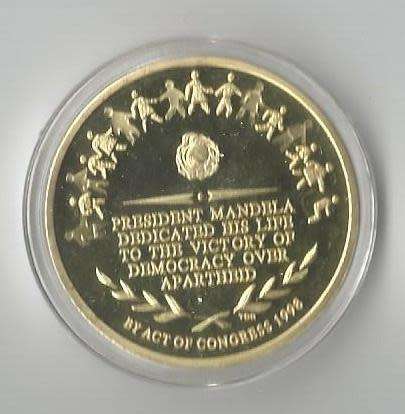 PRESIDENT MANDELA
DEDICATED HIS LIFE
TO THE VICTORY OF
DEMOCRACY OVER
APARTHEID
BY ACT OF CONGRESS 1998